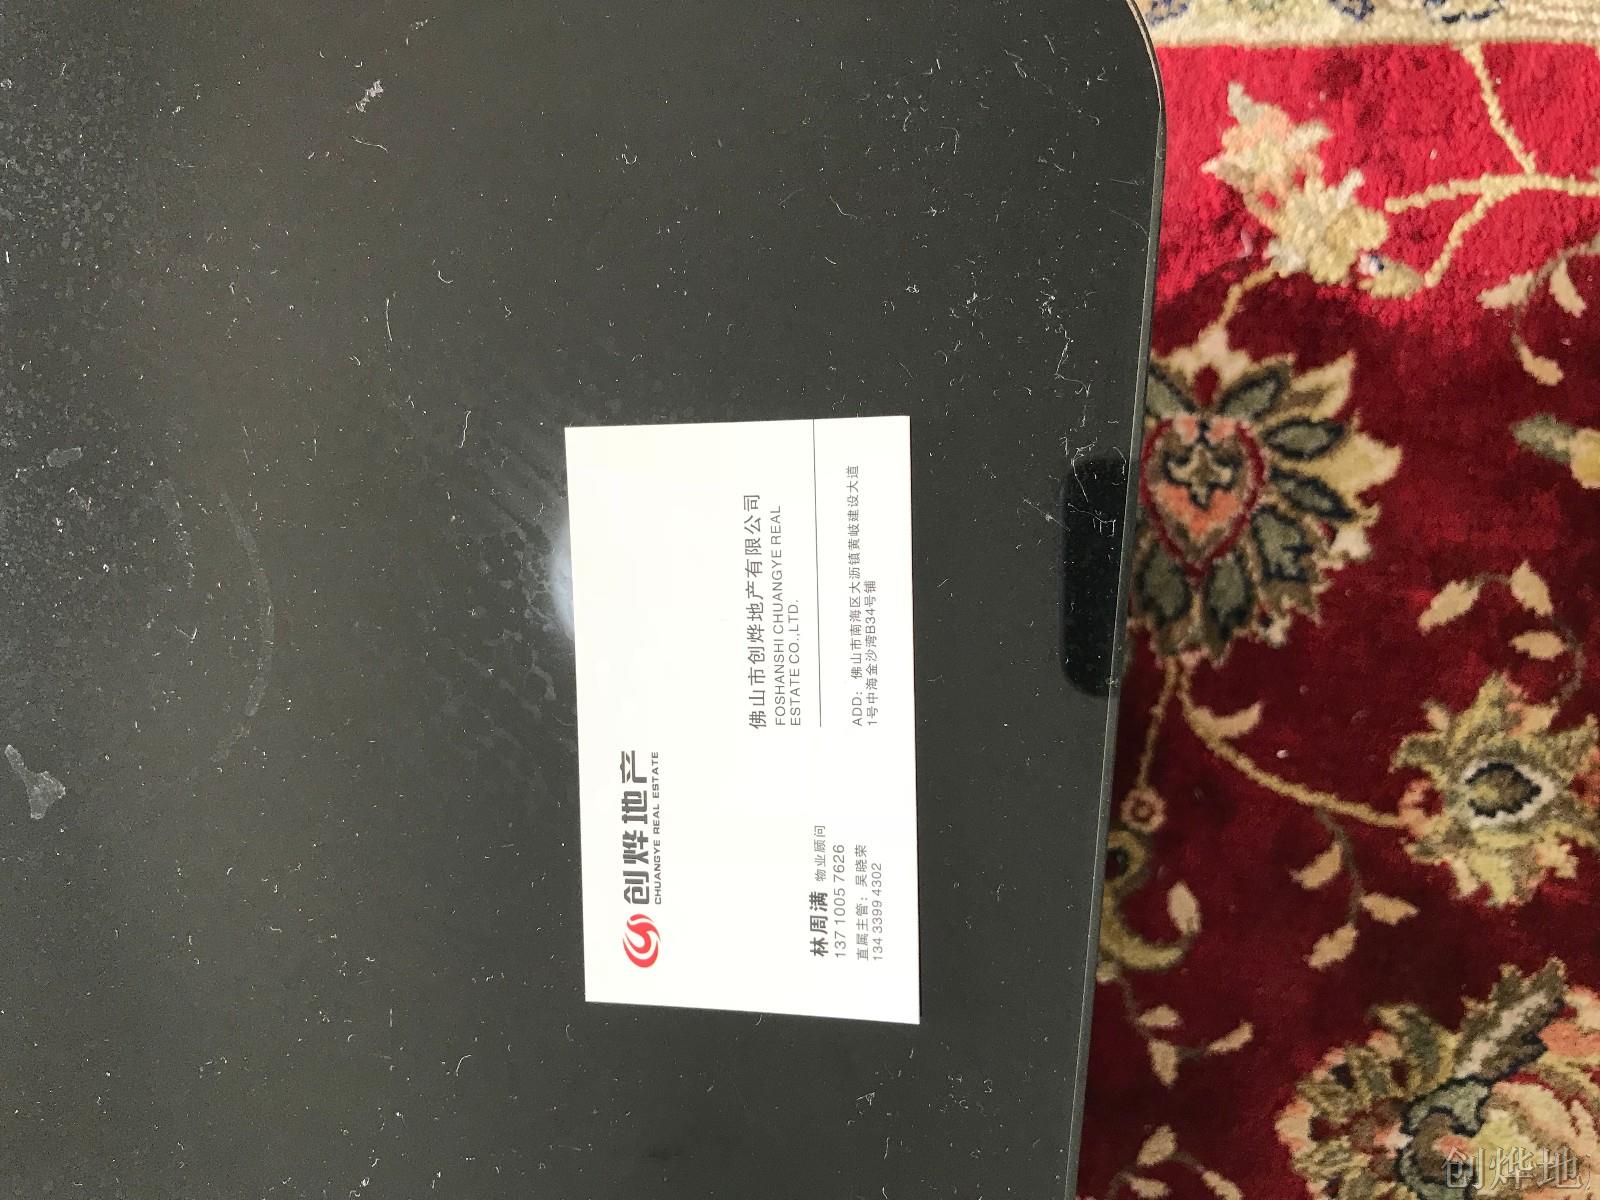 创烨地产
CHUANGYE REAL ESTATE
佛山市创烨地产有限公司
FOSHANSHI CHUANGYE REAL
ESTATE CO.,LTD.
林周满 物业顾问
137 1005 7626
直属主管：吴晓荣
134 3399 4302
ADD：佛山市南海区大沥镇黄岐建设大道
1号中海金沙湾B34号铺
创烨地